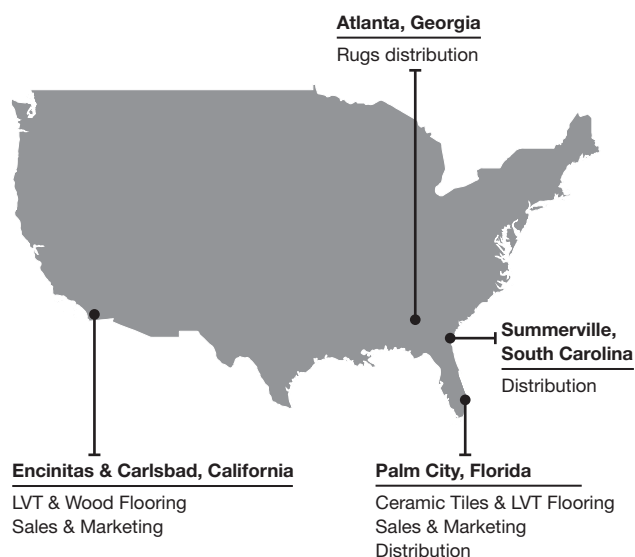 Atlanta, Georgia
Rugs distribution
Summerville,
South Carolina
Distribution
Encinitas & Carlsbad, California
LVT & Wood Flooring
Sales & Marketing
Palm City, Florida
Ceramic Tiles & LVT Flooring
Sales & Marketing
Distribution